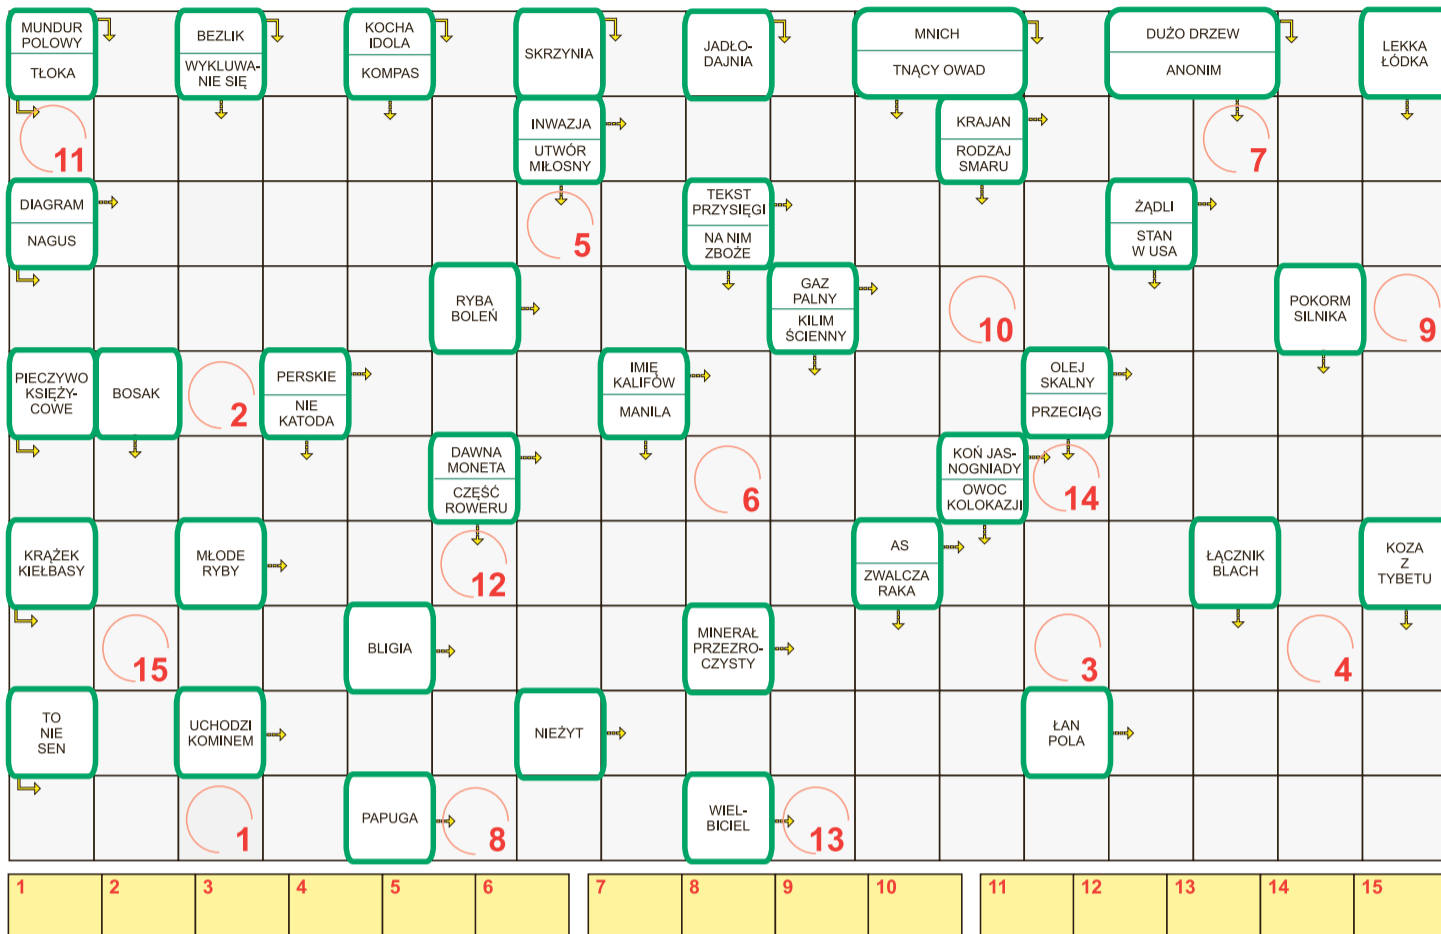 MUNDUR
POLOWY
TŁOKA
BEZLIK
WYKLUWA-
NIE SIĘ
KOCHA
IDOLA
KOMPAS
SKRZYNIA
JADŁO-
DAJNIA
MNICH
TNĄCY OWAD
DUŻO DRZEW
ANONIM
LEKKA
ŁÓDKA
11
INWAZJA
UTWÓR
MIŁOSNY
KRAJAN
RODZAJ
SMARU
7
DIAGRAM
NAGUS
5
TEKST
PRZYSIĘGI
NA NIM
ZBOŻE
ŻĄDLI
STAN
W USA
RYBA
BOLEŃ
GAZ
PALNY
KILIM
ŚCIENNY
10
POKORM
SILNIKA
9
PIECZYWO
KSIĘŻY-
COWE
BOSAK
2
PERSKIE
NIE
KATODA
IMIĘ
KALIFÓW
MANILA
OLEJ
SKALNY
PRZECIĄG
DAWNA
MONETA
CZĘŚĆ
ROWERU
6
KOŃ JAS-
NOGNIADY
OWOC
KOLOKAZJI
14
KRĄŻEK
KIEŁBASY
MŁODE
RYBY
12
AS
ZWALCZA
RAKA
ŁĄCZNIK
BLACH
KOZA
Z
TYBETU
15
BLIGIA
MINERAŁ
PRZEZRO-
CZYSTY
3
4
TO
NIE
SEN
UCHODZI
KOMINEM
NIEŻYT
ŁAN
POLA
1
PAPUGA
8
WIEL-
BICIEL
13
1 2 3 4 5 6 7 8 9 10 11 12 13 14 15